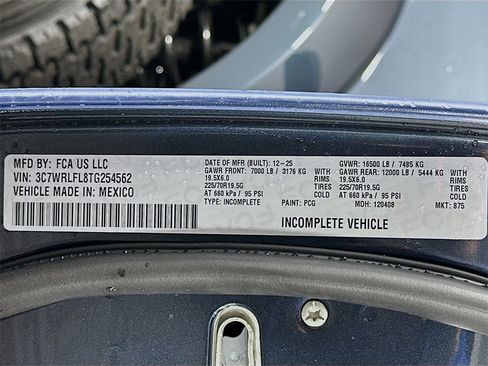 MFD BY: FCA US LLC
VIN: 3C7WRLFL8TG254562
VEHICLE MADE IN: MEXICO
DATE OF MFR (BUILT): 12-25 GVWR: 16500 LB / 7485 KG
GAWR FRONT: 7000 LB / 3176 KG WITH GAWR REAR: 12000 LB / 5444 KG WITH
19.5X6.0 RIMS 19.5X6.0 RIMS
225/70R19.5G TIRES 225/70R19.5G TIRES
AT 660 kPa / 95 PSI COLD AT 660 kPa / 95 PSI COLD
TYPE: INCOMPLETE PAINT: PCG MDH: 120408 MKT: 875
INCOMPLETE VEHICLE